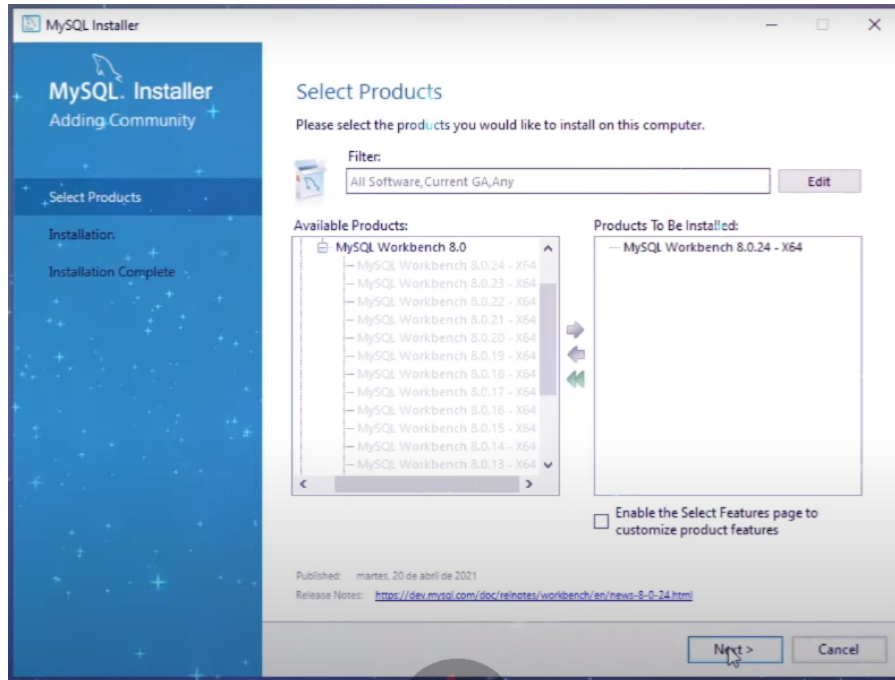 MySQL Installer
MySQL. Installer
Adding Community
Select Products
Installation
Installation Complete
Select Products
Please select the products you would like to install on this computer.
Filter:
All Software,Current GA,Any
Edit
Available Products:
MySQL Workbench 8.0
MySQL Workbench 8.0.24 - X64
MySQL Workbench 8.0.23 - X64
MySQL Workbench 8.0.22 - X64
MySQL Workbench 8.0.21 - X64
MySQL Workbench 8.0.20 - X64
MySQL Workbench 8.0.19 - X64
MySQL Workbench 8.0.18 - X64
MySQL Workbench 8.0.17 - X64
MySQL Workbench 8.0.16 - X64
MySQL Workbench 8.0.15 - X64
MySQL Workbench 8.0.14 - X64
MySQL Workbench 8.0.13 - X64
Products To Be Installed:
MySQL Workbench 8.0.24 - X64
Enable the Select Features page to
customize product features
Published: martes, 20 de abril de 2021
Release Notes: https://dev.mysql.com/doc/relnotes/workbench/en/news-8-0-24.html
Next >
Cancel